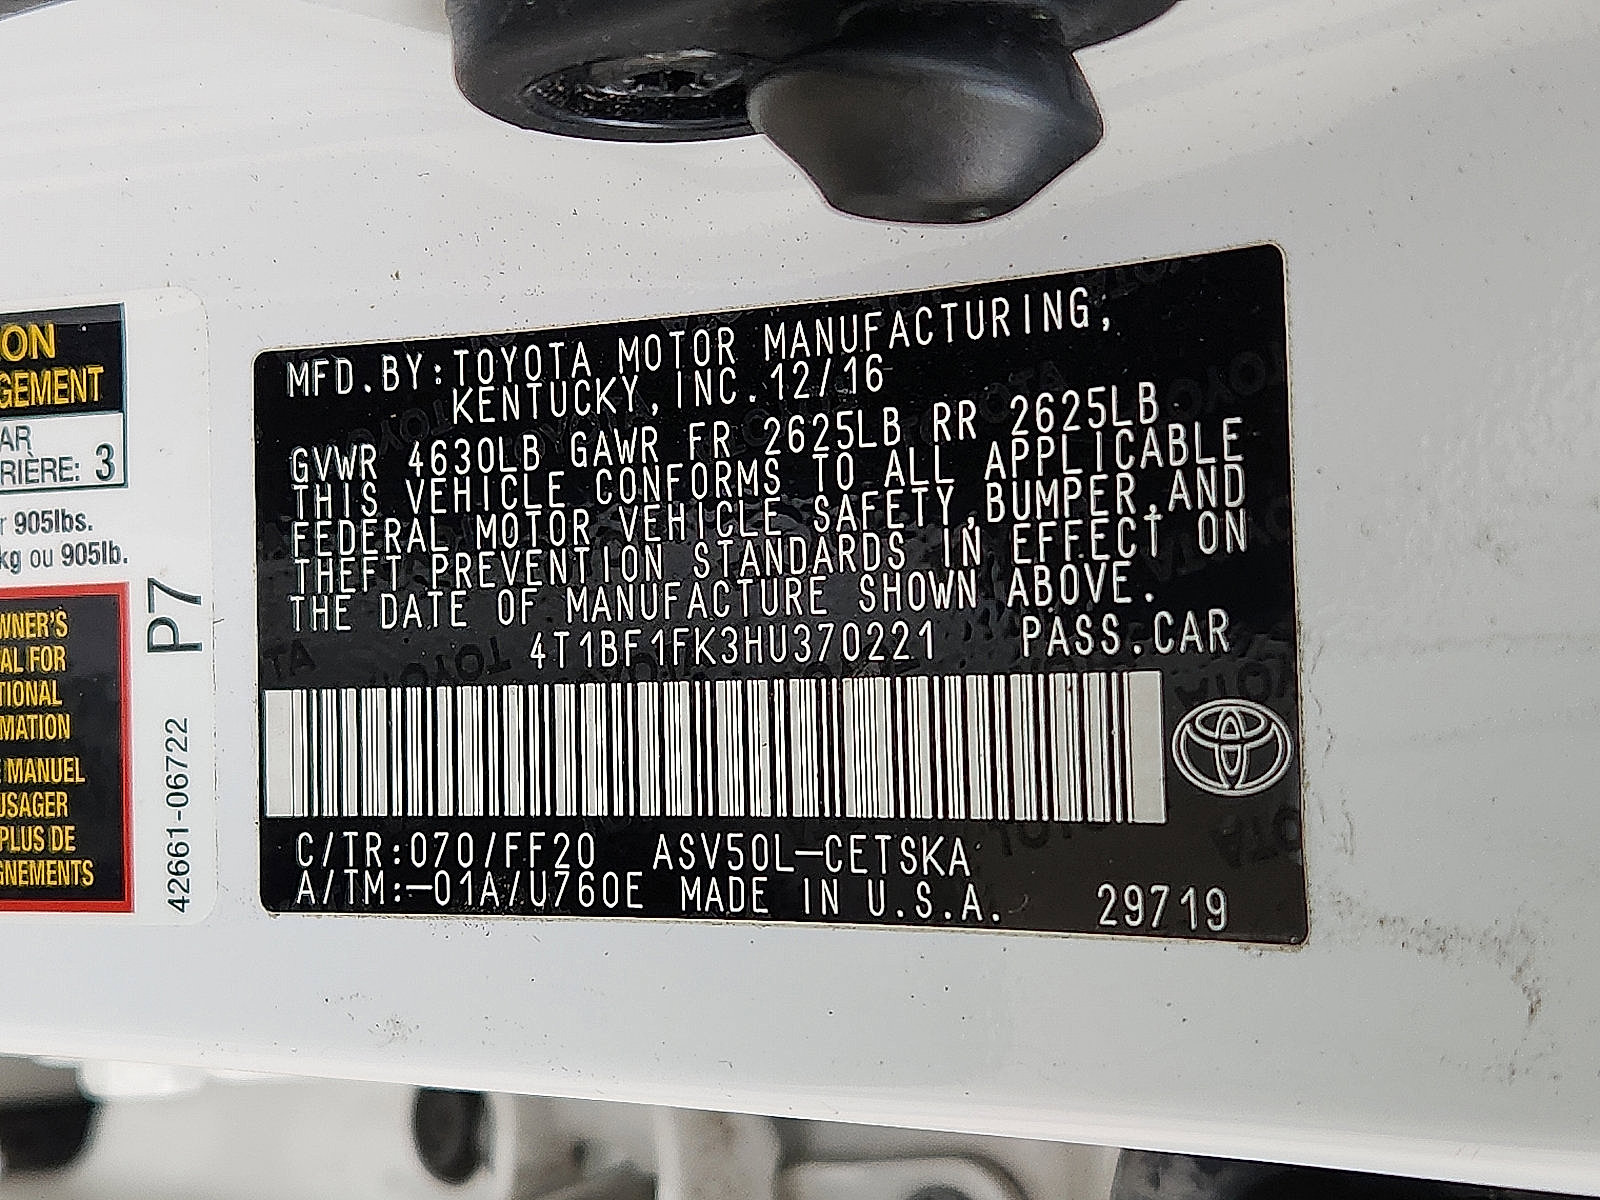 ON
GEMENT
AR
RIÈRE: 3
r 905lbs.
kg ou 905lb.
WNER'S
AL FOR
TIONAL
MATION
E MANUEL
USAGER
PLUS DE
GNEMENTS
P7
42661-06722
MFD.BY:TOYOTA MOTOR MANUFACTURING,
KENTUCKY,INC.12/16
GVWR 4630LB GAWR FR 2625LB RR 2625LB
THIS VEHICLE CONFORMS TO ALL APPLICABLE
FEDERAL MOTOR VEHICLE SAFETY,BUMPER,AND
THEFT PREVENTION STANDARDS IN EFFECT ON
THE DATE OF MANUFACTURE SHOWN ABOVE.
4T1BF1FK3HU370221 PASS.CAR
C/TR:070/FF20 ASV50L-CETSKA
A/TM:-01A/U760E MADE IN U.S.A. 29719